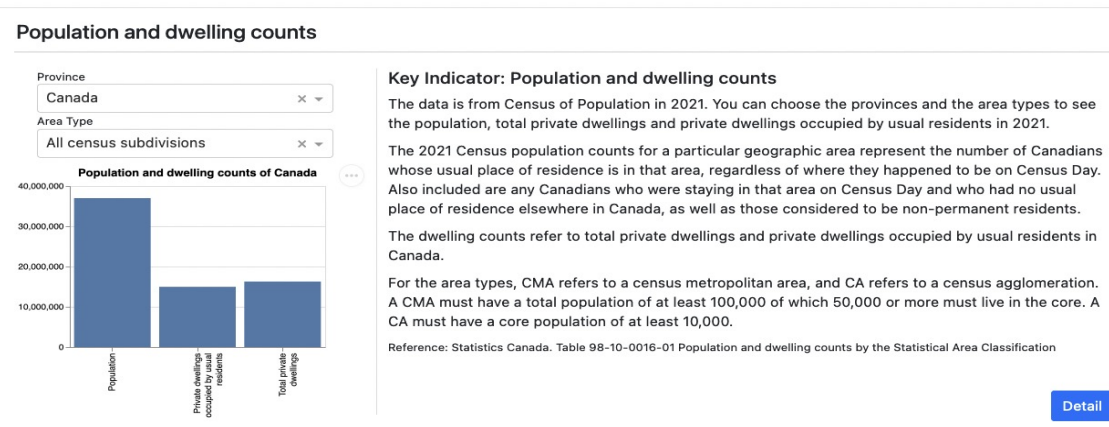 Population and dwelling counts
Province
Canada
Area Type
All census subdivisions
Population and dwelling counts of Canada
40,000,000
30,000,000
20,000,000
10,000,000
0
Population
Private dwellings
occupied by usual
residents
Total private
dwellings
Key Indicator: Population and dwelling counts
The data is from Census of Population in 2021. You can choose the provinces and the area types to see
the population, total private dwellings and private dwellings occupied by usual residents in 2021.
The 2021 Census population counts for a particular geographic area represent the number of Canadians
whose usual place of residence is in that area, regardless of where they happened to be on Census Day.
Also included are any Canadians who were staying in that area on Census Day and who had no usual
place of residence elsewhere in Canada, as well as those considered to be non-permanent residents.
The dwelling counts refer to total private dwellings and private dwellings occupied by usual residents in
Canada.
For the area types, CMA refers to a census metropolitan area, and CA refers to a census agglomeration.
A CMA must have a total population of at least 100,000 of which 50,000 or more must live in the core. A
CA must have a core population of at least 10,000.
Reference: Statistics Canada. Table 98-10-0016-01 Population and dwelling counts by the Statistical Area Classification
Detail